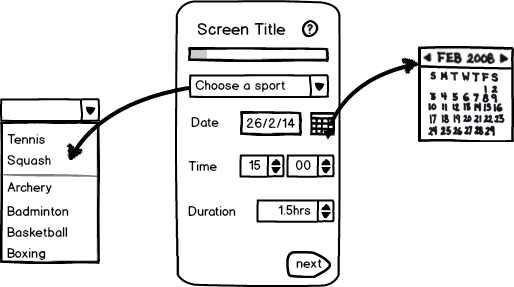 Screen Title ?
Choose a sport
Date 26/2/14
Time 15 00
Duration 1.5hrs
next
Tennis
Squash
Archery
Badminton
Basketball
Boxing
FEB 2008
S M T W T F S
1 2
3 4 5 6 7 8 9
10 11 12 13 14 15 16
17 18 19 20 21 22 23
24 25 26 27 28 29